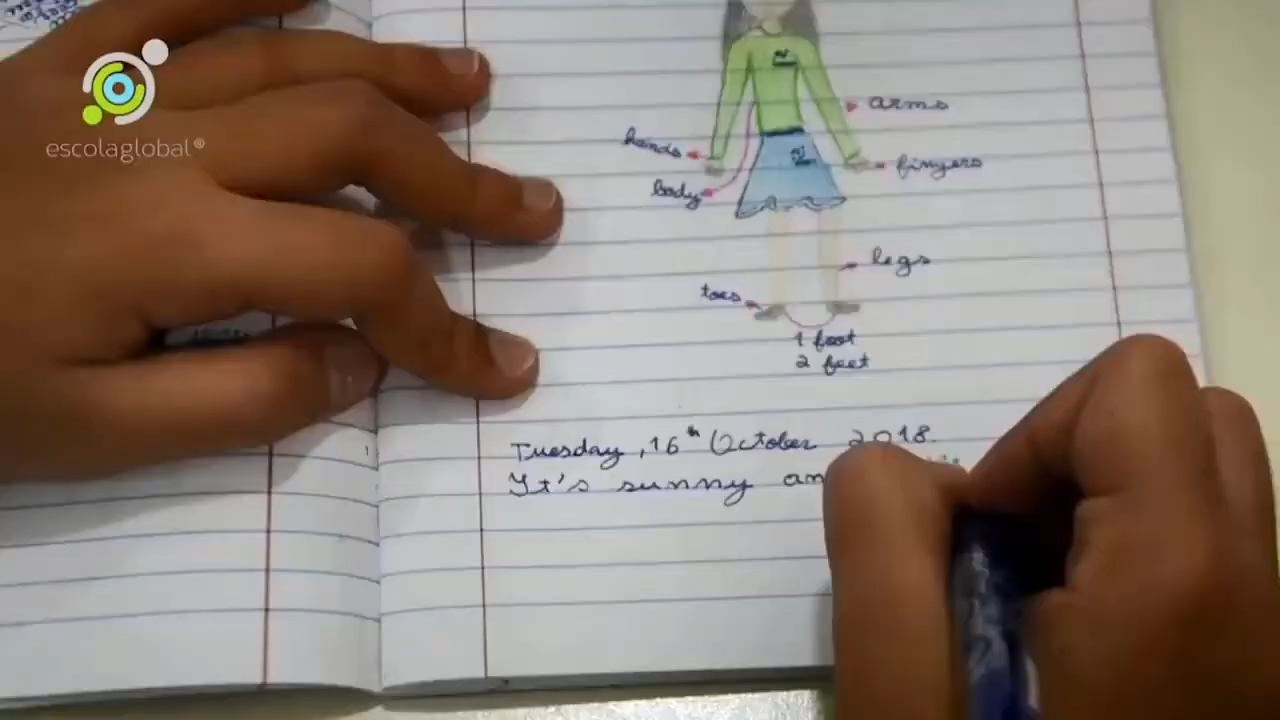 escolaglobal®
arms
hands
fingers
body
legs
toes
1 foot
2 feet
Tuesday, 16th October 2018.
It's sunny an